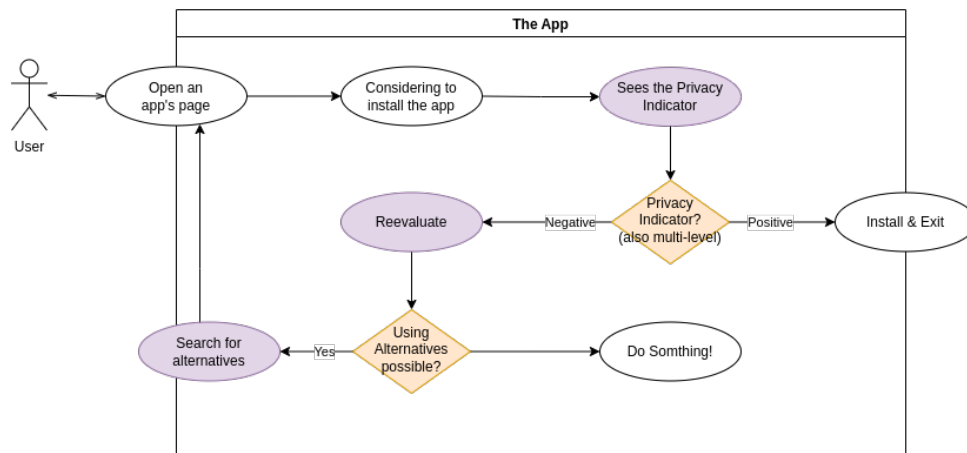 The App
Open an
app's page
Considering to
install the app
Sees the Privacy
Indicator
User
Reevaluate
Negative
Privacy
Indicator?
(also multi-level)
Positive
Install & Exit
Search for
alternatives
Yes
Using
Alternatives
possible?
Do Somthing!